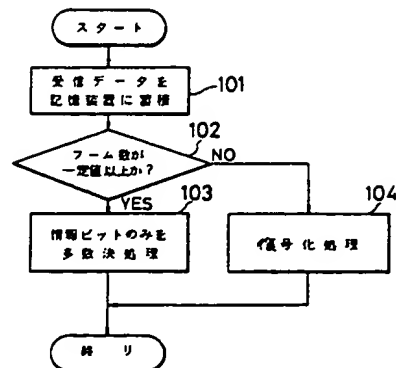 スタート
受信データを
記憶装置に蓄積
101
102
フーム数が
一定値以上か?
NO
YES
103
104
情報ビットのみを
多数決処理
復号化処理
終り